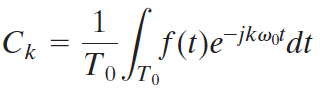 $C_k = \frac{1}{T_0} \int_{T_0} f(t)e^{-jk\omega_0 t} dt$